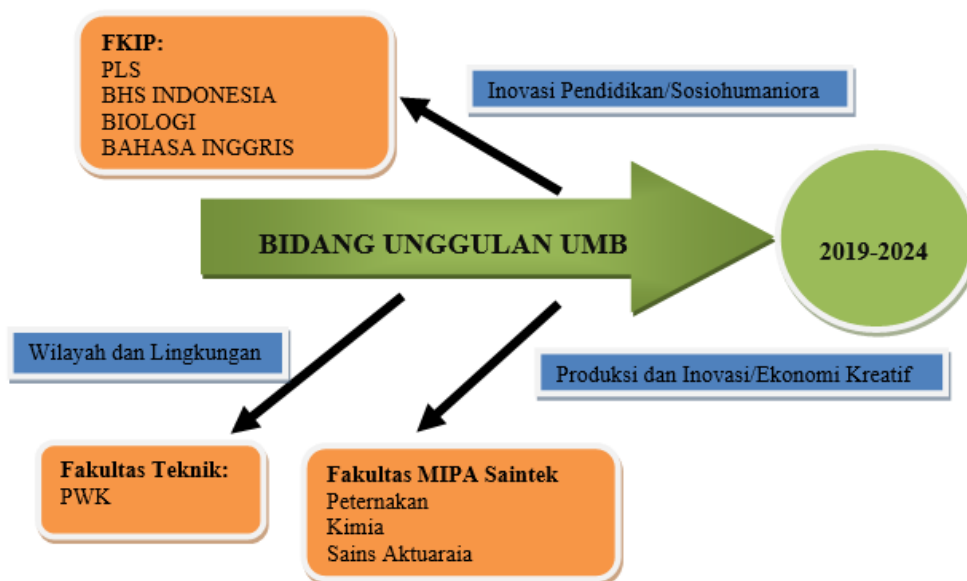 FKIP:
PLS
BHS INDONESIA
BIOLOGI
BAHASA INGGRIS
Inovasi Pendidikan/Sosiohumaniora
BIDANG UNGGULAN UMB
2019-2024
Wilayah dan Lingkungan
Produksi dan Inovasi/Ekonomi Kreatif
Fakultas Teknik:
PWK
Fakultas MIPA Saintek
Peternakan
Kimia
Sains Aktuaraia